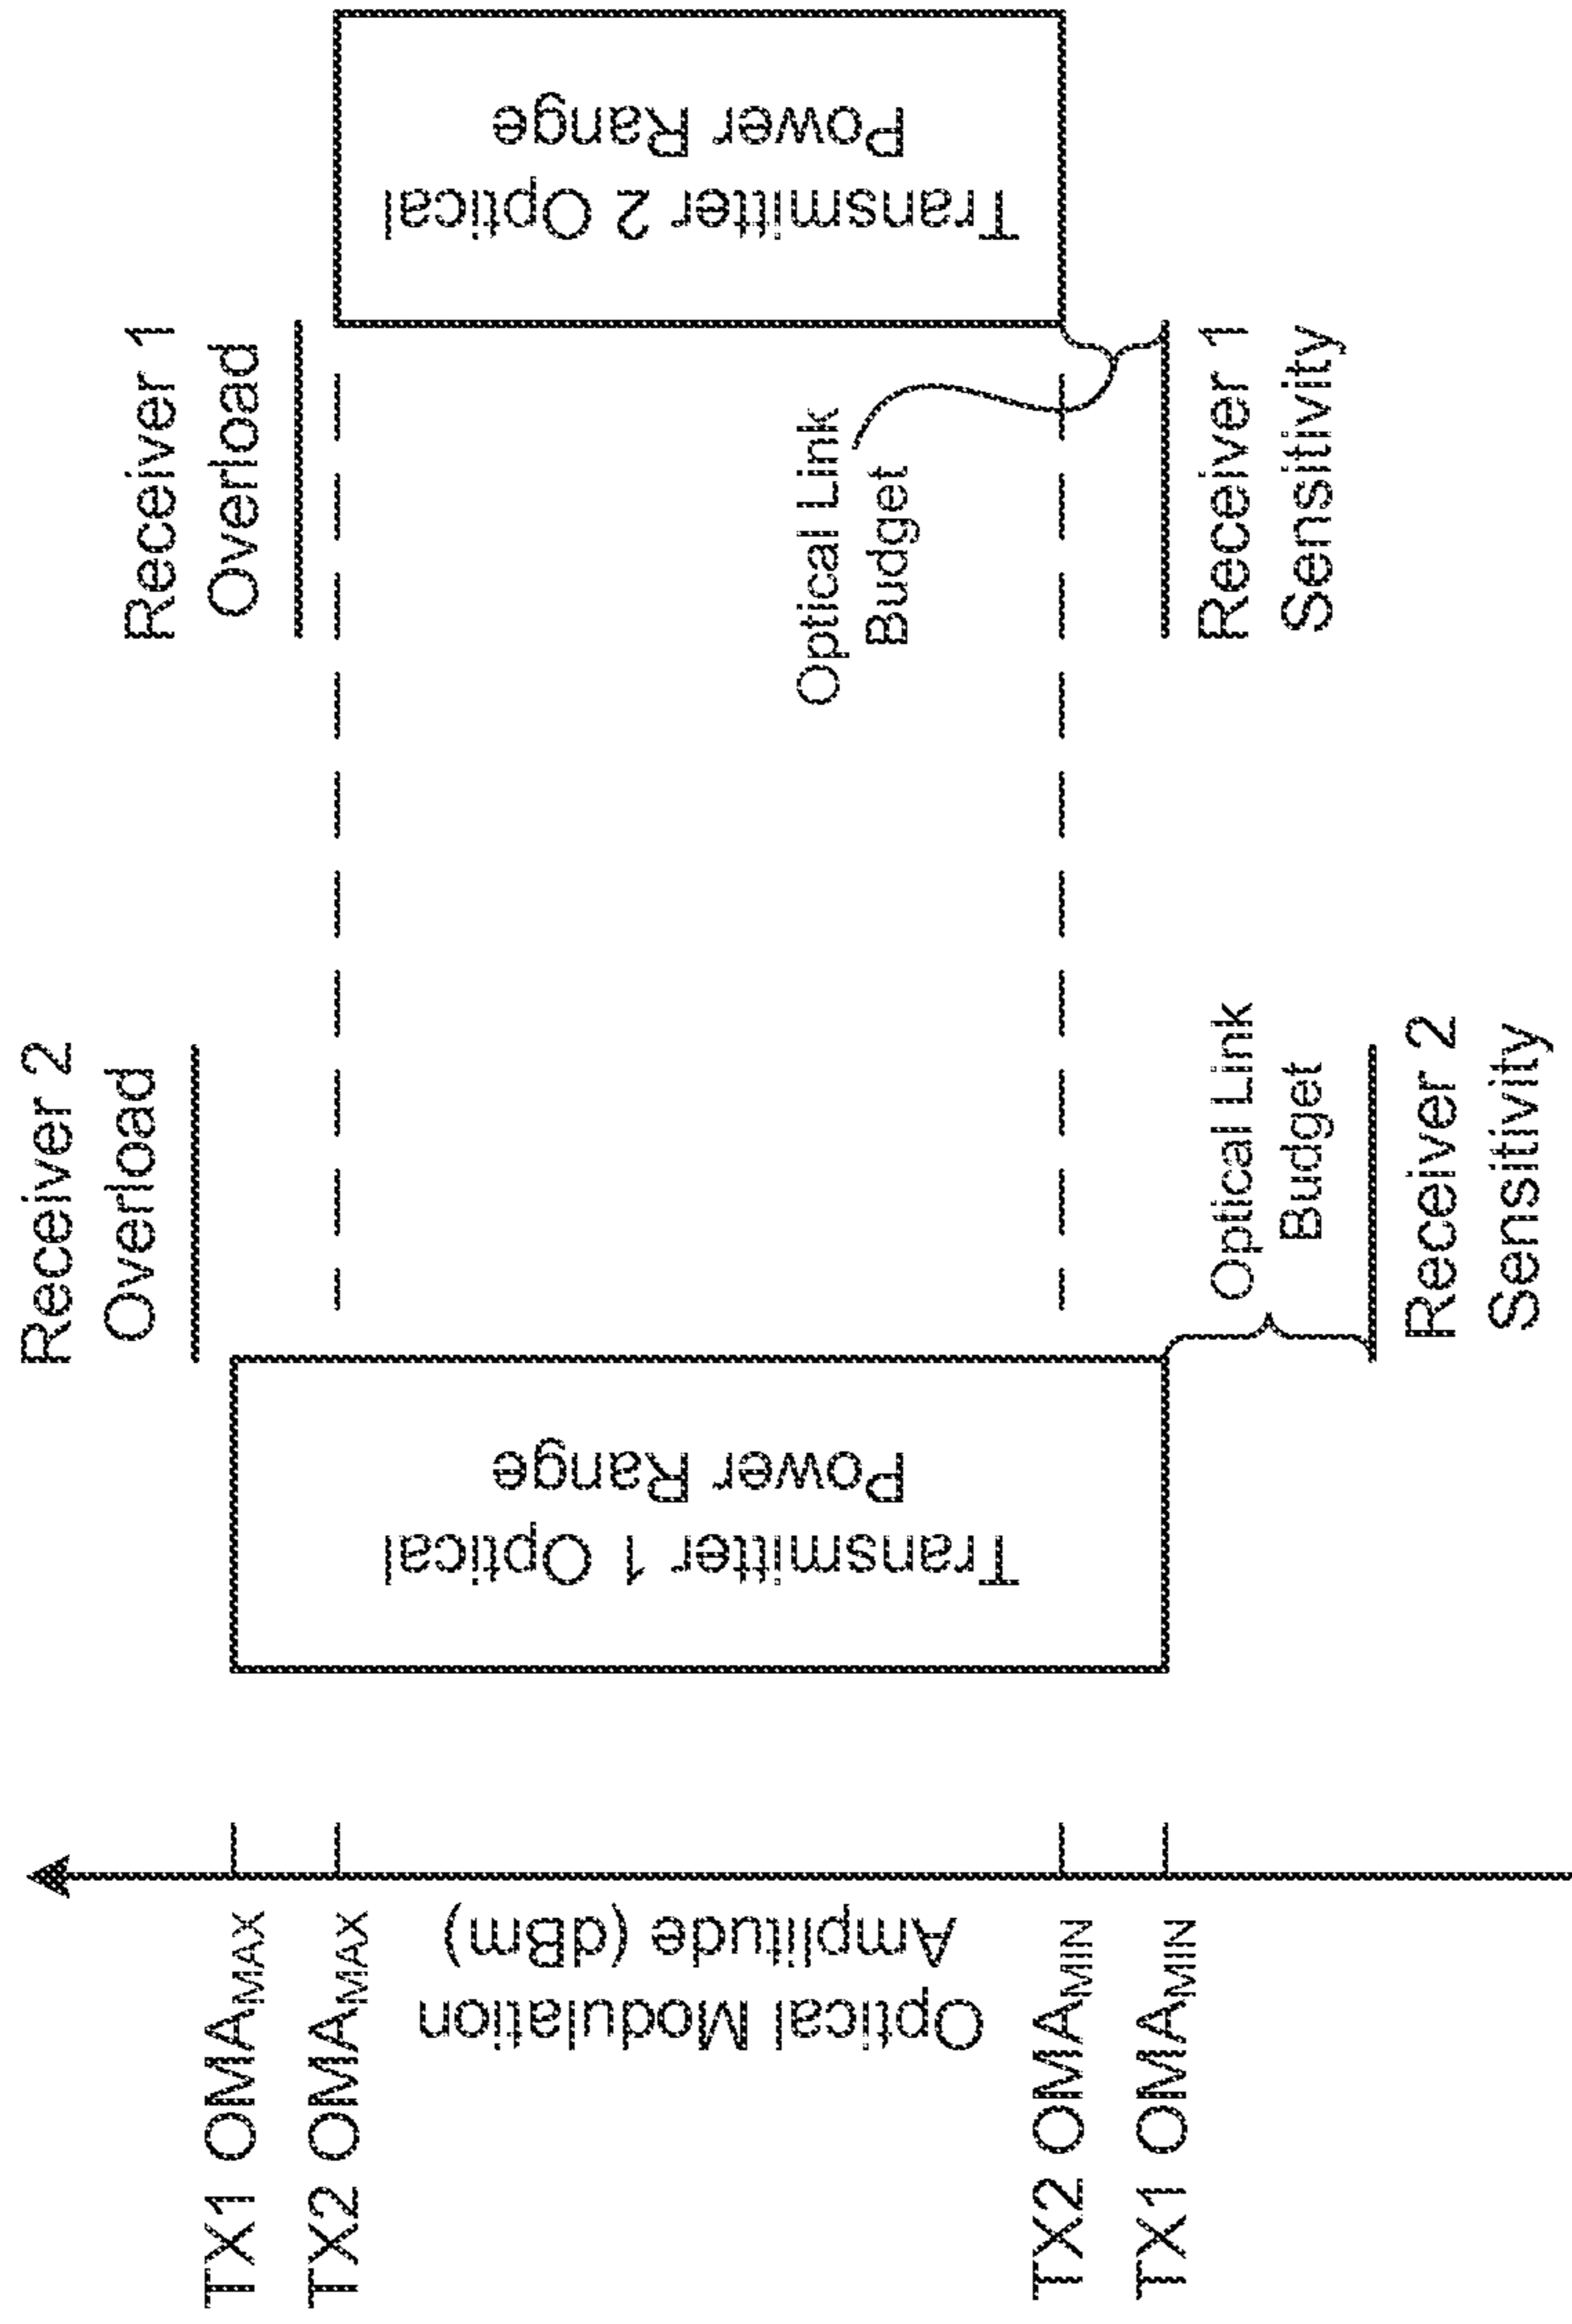 TX1 OMAMAX
TX2 OMAMAX
Optical Modulation
Amplitude (dBm)
TX2 OMAMIN
TX1 OMAMIN
Receiver 2
Overload
Transmitter 1 Optical
Power Range
Optical Link
Budget
Receiver 2
Sensitivity
Receiver 1
Overload
Transmitter 2 Optical
Power Range
Optical Link
Budget
Receiver 1
Sensitivity